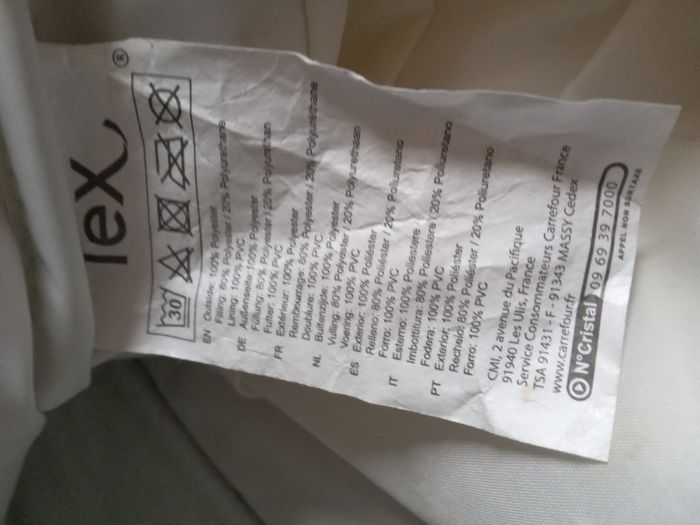 Tex
®
30
EN Outside: 100% Polyester
Filling: 80% Polyester / 20% Polyurethane
Lining: 100% PVC
DE Außenseite:100% Polyester
Füllung: 80% Polyester / 20% Polyurethan
Futter: 100% PVC
FR Extérieur: 100% Polyester
Rembourrage: 80% Polyester / 20% Polyuréthane
Doublure: 100% PVC
NL Buitenzijde: 100% Polyester
Vulling: 80% Polyester / 20% Polyurethaan
Voering: 100% PVC
ES Exterior: 100% Poliéster
Relleno: 80% Poliéster / 20% Poliuretano
Forro: 100% PVC
IT Esterno: 100% Poliestere
Imbottitura: 80% Poliestere / 20% Poliuretano
Fodera: 100% PVC
PT Exterior: 100% Poliéster
Recheio: 80% Poliéster / 20% Poliuretano
Forro: 100% PVC
CMI, 2 avenue du Pacifique
91940 Les Ulis, France
Service Consommateurs Carrefour France
TSA 91431 - F - 91343 MASSY Cedex
www.carrefour.fr
N°Cristal 09 69 39 7000
APPEL NON SURTAXE